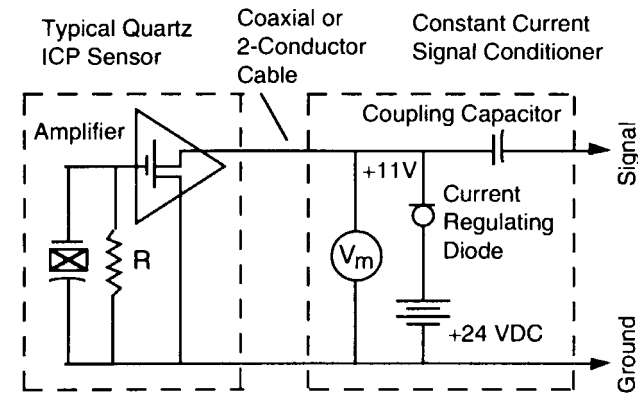 Typical Quartz
ICP Sensor
Coaxial or
2-Conductor
Cable
Constant Current
Signal Conditioner
Amplifier
R
Coupling Capacitor
+11V
Current
Regulating
Diode
Vm
+24 VDC
Signal
Ground